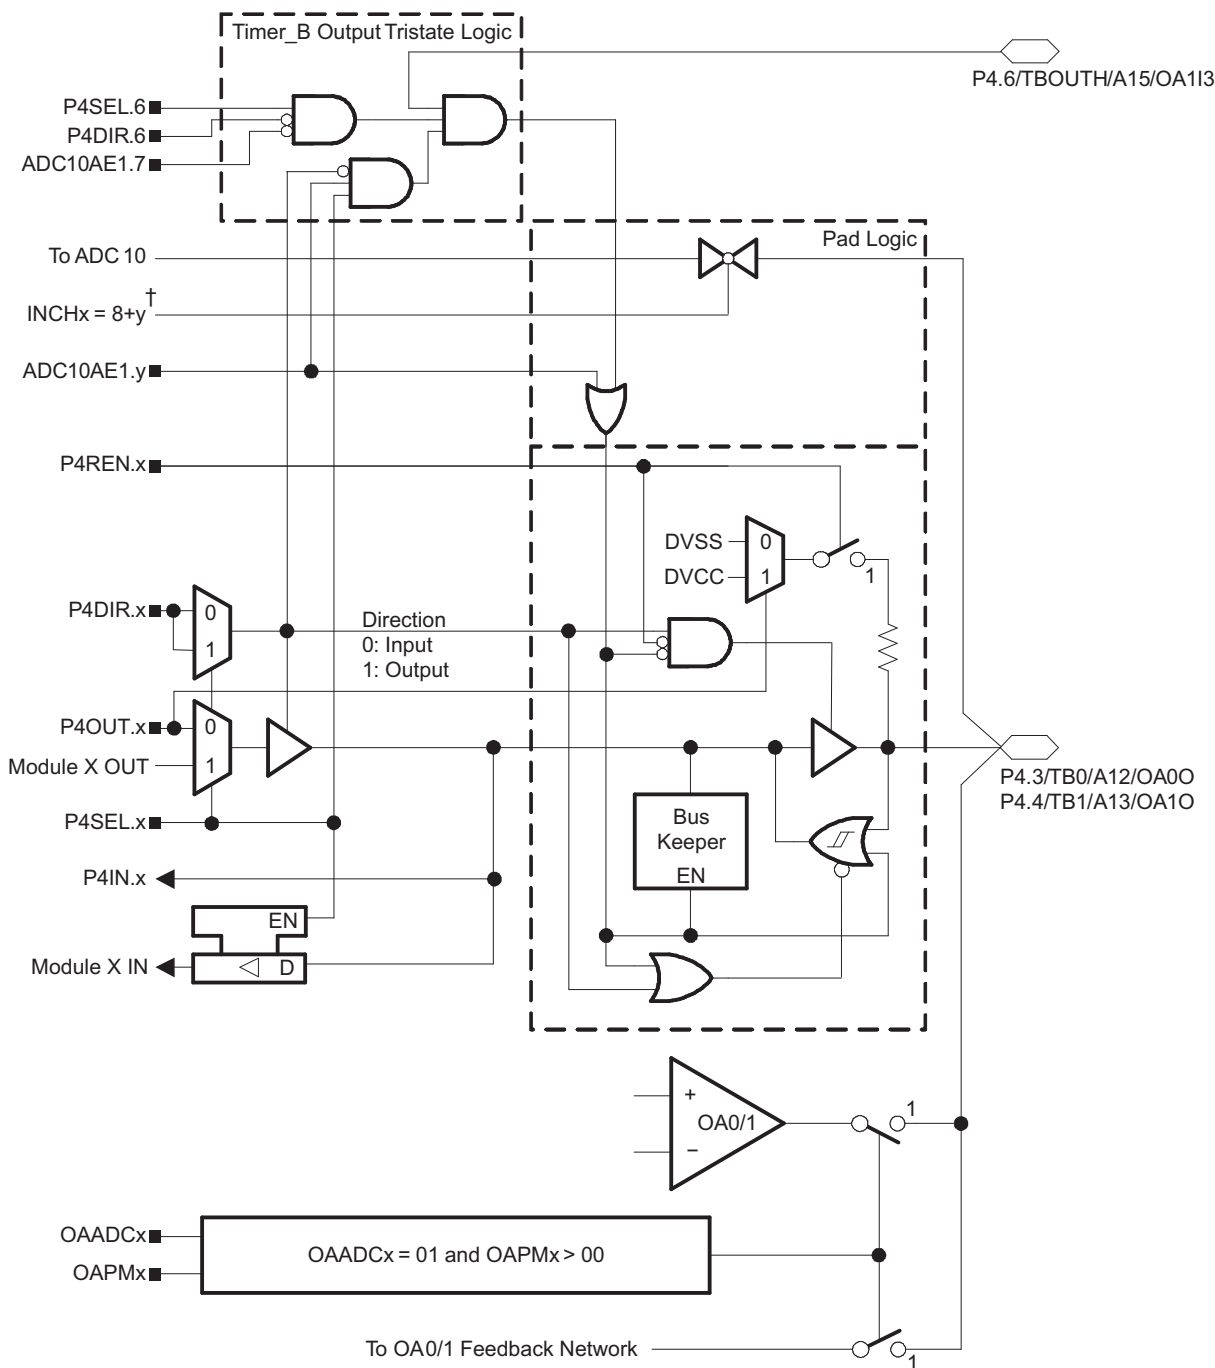 Timer_B Output Tristate Logic
P4.6/TBOUTH/A15/OA1I3
P4SEL.6
P4DIR.6
ADC10AE1.7
Pad Logic
To ADC 10
INCHx = 8+y†
ADC10AE1.y
P4REN.x
DVSS
0
DVCC
1
1
P4DIR.x
0
1
Direction
0: Input
1: Output
P4OUT.x
0
Module X OUT
1
P4.3/TB0/A12/OA0O
P4.4/TB1/A13/OA1O
P4SEL.x
Bus
Keeper
EN
P4IN.x
EN
Module X IN
D
+
OA0/1
−
1
OAADCx
OAPMx
OAADCx = 01 and OAPMx > 00
To OA0/1 Feedback Network
1